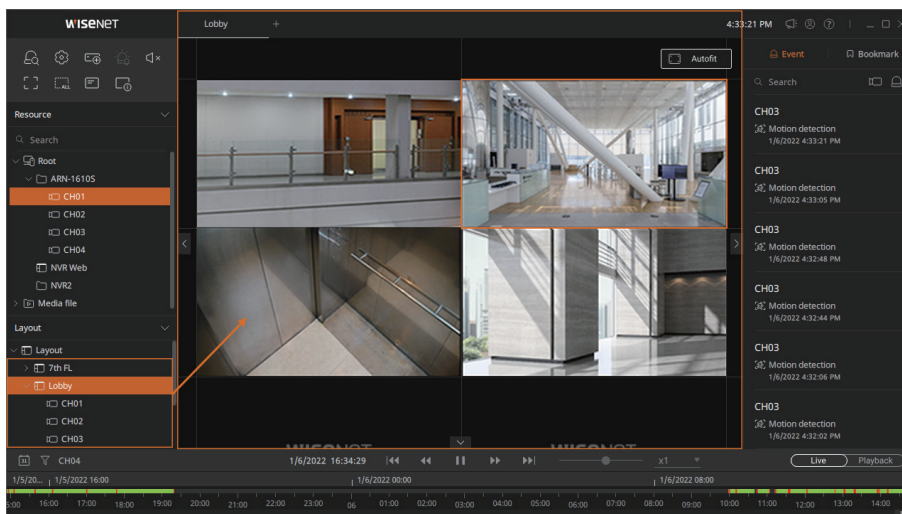 WISENET
Lobby
4:33:21 PM
Autofit
Event
Bookmark
Search
ALL
Resource
Search
Root
ARN-1610S
CH01
CH02
CH03
CH04
NVR Web
NVR2
Media file
Layout
Layout
7th FL
Lobby
CH01
CH02
CH03
CH03
Motion detection
1/6/2022 4:33:21 PM
CH03
Motion detection
1/6/2022 4:33:05 PM
CH03
Motion detection
1/6/2022 4:32:48 PM
CH03
Motion detection
1/6/2022 4:32:44 PM
CH03
Motion detection
1/6/2022 4:32:06 PM
CH03
Motion detection
1/6/2022 4:32:02 PM
31 CH04
1/6/2022 16:34:29
x1
Live
Playback
1/5/20... 1/5/2022 16:00 1/6/2022 00:00 1/6/2022 08:00
5:00 16:00 17:00 18:00 19:00 20:00 21:00 22:00 23:00 06 01:00 02:00 03:00 04:00 05:00 06:00 07:00 08:00 09:00 10:00 11:00 12:00 13:00 14:00